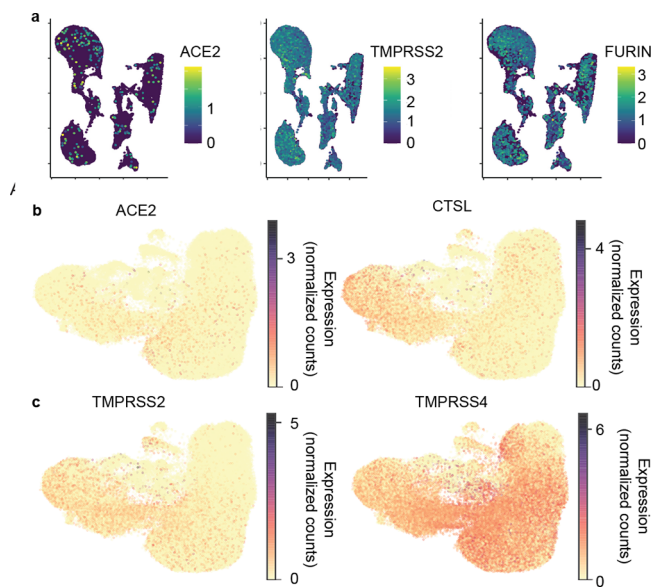 a
ACE2
1
0
TMPRSS2
3
2
1
0
FURIN
3
2
1
0
b
ACE2
3
0
Expression
(normalized counts)
CTSL
4
0
Expression
(normalized counts)
c
TMPRSS2
5
0
Expression
(normalized counts)
TMPRSS4
6
0
Expression
(normalized counts)